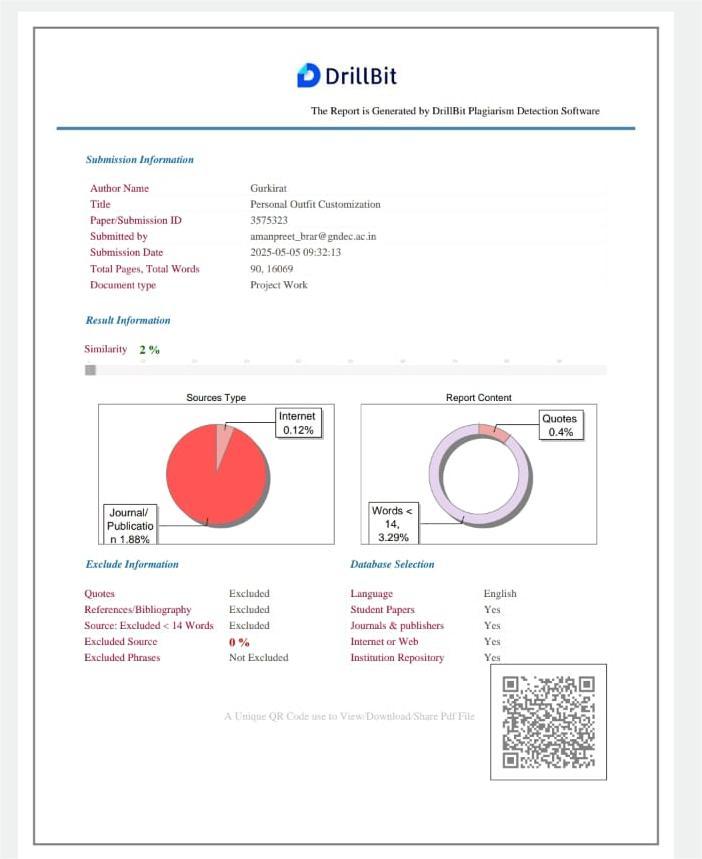 DrillBit
The Report is Generated by DrillBit Plagiarism Detection Software
Submission Information
Author Name Gurkirat
Title Personal Outfit Customization
Paper/Submission ID 3575323
Submitted by amanpreet_brar@gndec.ac.in
Submission Date 2025-05-05 09:32:13
Total Pages, Total Words 90, 16069
Document type Project Work
Result Information
Similarity 2 %
Sources Type
Internet
0.12%
Journal/
Publicatio
n 1.88%
Report Content
Quotes
0.4%
Words <
14,
3.29%
Exclude Information
Quotes Excluded
References/Bibliography Excluded
Source: Excluded < 14 Words Excluded
Excluded Source 0 %
Excluded Phrases Not Excluded
Database Selection
Language English
Student Papers Yes
Journals & publishers Yes
Internet or Web Yes
Institution Repository Yes
A Unique QR Code use to View/Download/Share Pdf File